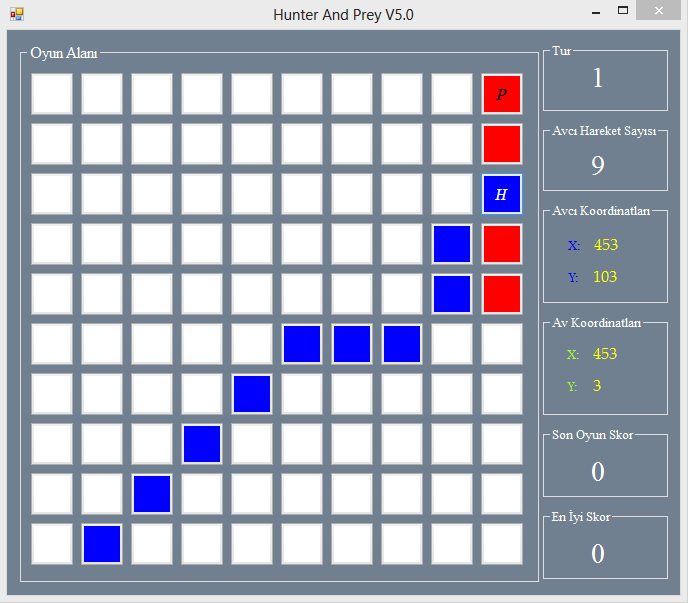 Hunter And Prey V5.0
Oyun Alanı
P
H
Tur
1
Avcı Hareket Sayısı
9
Avcı Koordinatları
X: 453
Y: 103
Av Koordinatları
X: 453
Y: 3
Son Oyun Skor
0
En İyi Skor
0